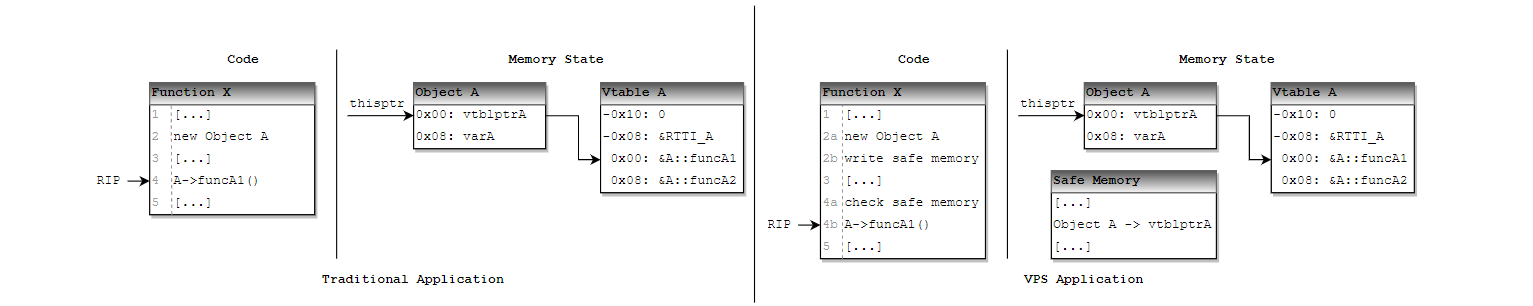 Code
Memory State
Function X
1 [...]
2 new Object A
3 [...]
RIP 4 A->funcA1()
5 [...]
thisptr
Object A
0x00: vtblptrA
0x08: varA
Vtable A
-0x10: 0
-0x08: &RTTI_A
0x00: &A::funcA1
0x08: &A::funcA2
Traditional Application
Code
Memory State
Function X
1 [...]
2a new Object A
2b write safe memory
3 [...]
4a check safe memory
RIP 4b A->funcA1()
5 [...]
thisptr
Object A
0x00: vtblptrA
0x08: varA
Safe Memory
[...]
Object A -> vtblptrA
[...]
Vtable A
-0x10: 0
-0x08: &RTTI_A
0x00: &A::funcA1
0x08: &A::funcA2
VPS Application